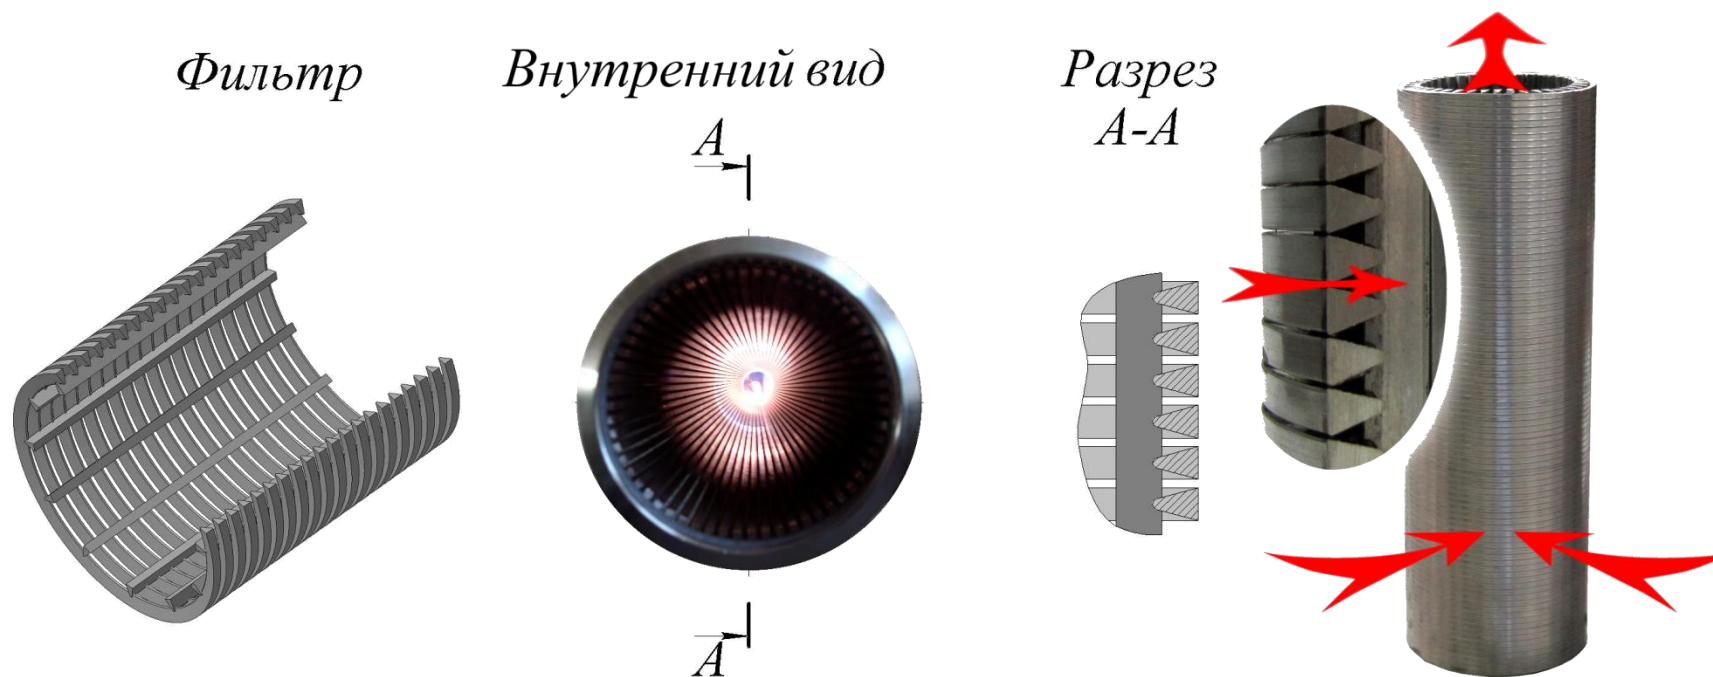 Фильтр
Внутренний вид
Разрез
А-А
А
А